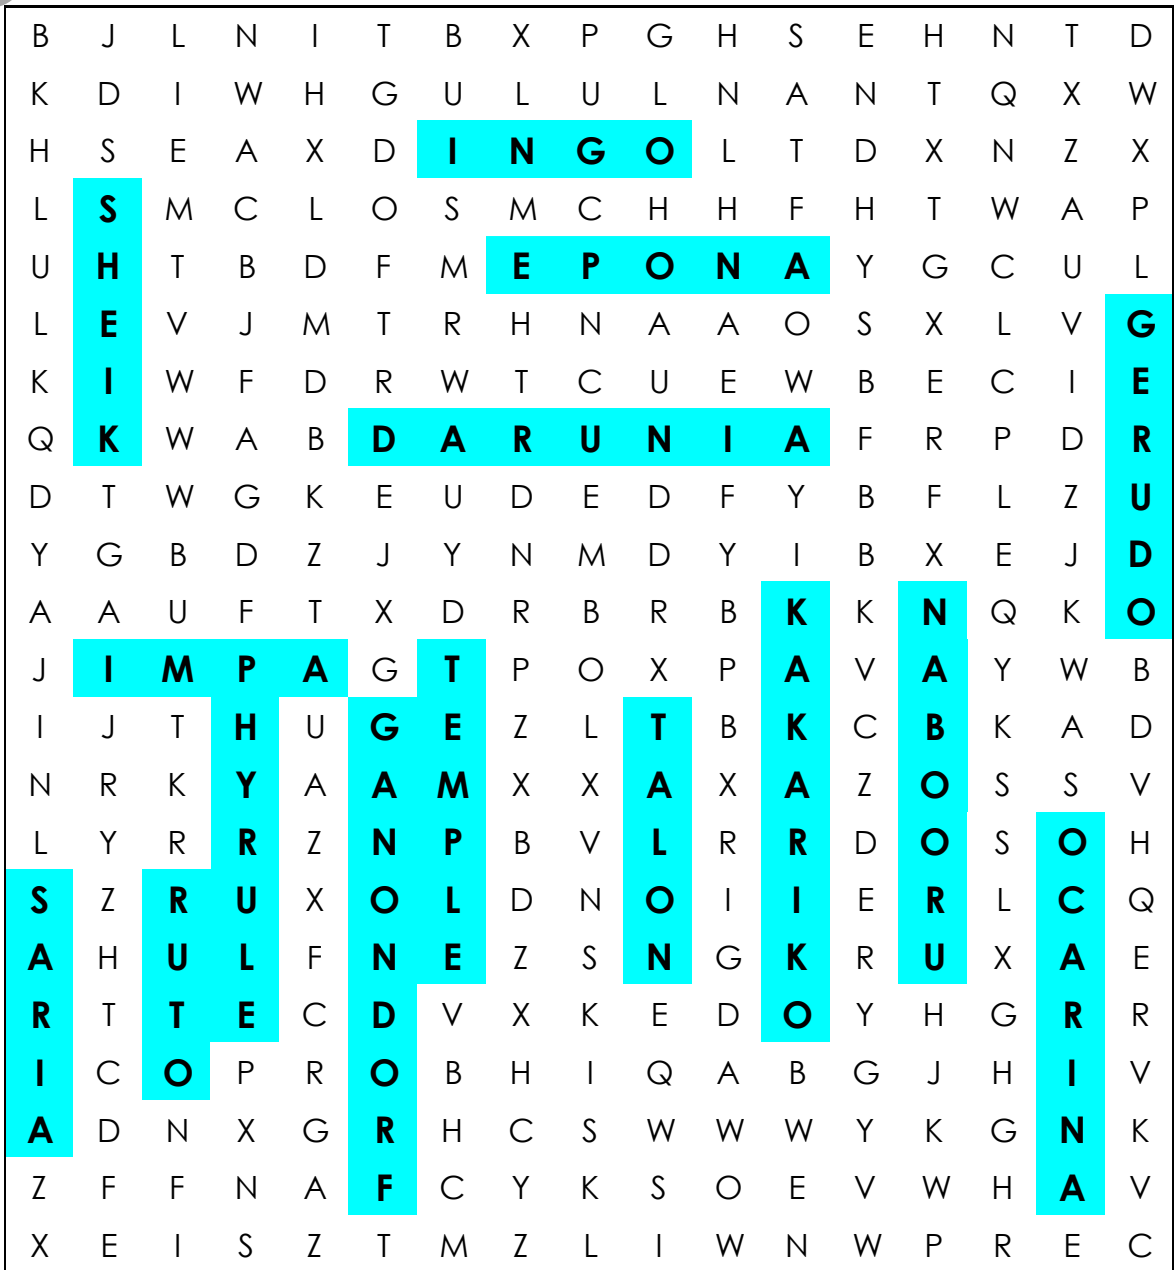 B J L N I T B X P G H S E H N T D
K D I W H G U L U L N A N T Q X W
H S E A X D I N G O L T D X N Z X
L S M C L O S M C H H F H T W A P
U H T B D F M E P O N A Y G C U L
L E V J M T R H N A A O S X L V G
K I W F D R W T C U E W B E C I E
Q K W A B D A R U N I A F R P D R
D T W G K E U D E D F Y B F L Z U
Y G B D Z J Y N M D Y I B X E J D
A A U F T X D R B R B K K N Q K O
J I M P A G T P O X P A V A Y W B
I J T H U G E Z L T B K C B K A D
N R K Y A A M X X A X A Z O S S V
L Y R R Z N P B V L R R D O S O H
S Z R U X O L D N O I I E R L C Q
A H U L F N E Z S N G K R U X A E
R T T E C D V X K E D O Y H G R R
I C O P R O B H I Q A B G J H I V
A D N X G R H C S W W W Y K G N K
Z F F N A F C Y K S O E V W H A V
X E I S Z T M Z L I W N W P R E C